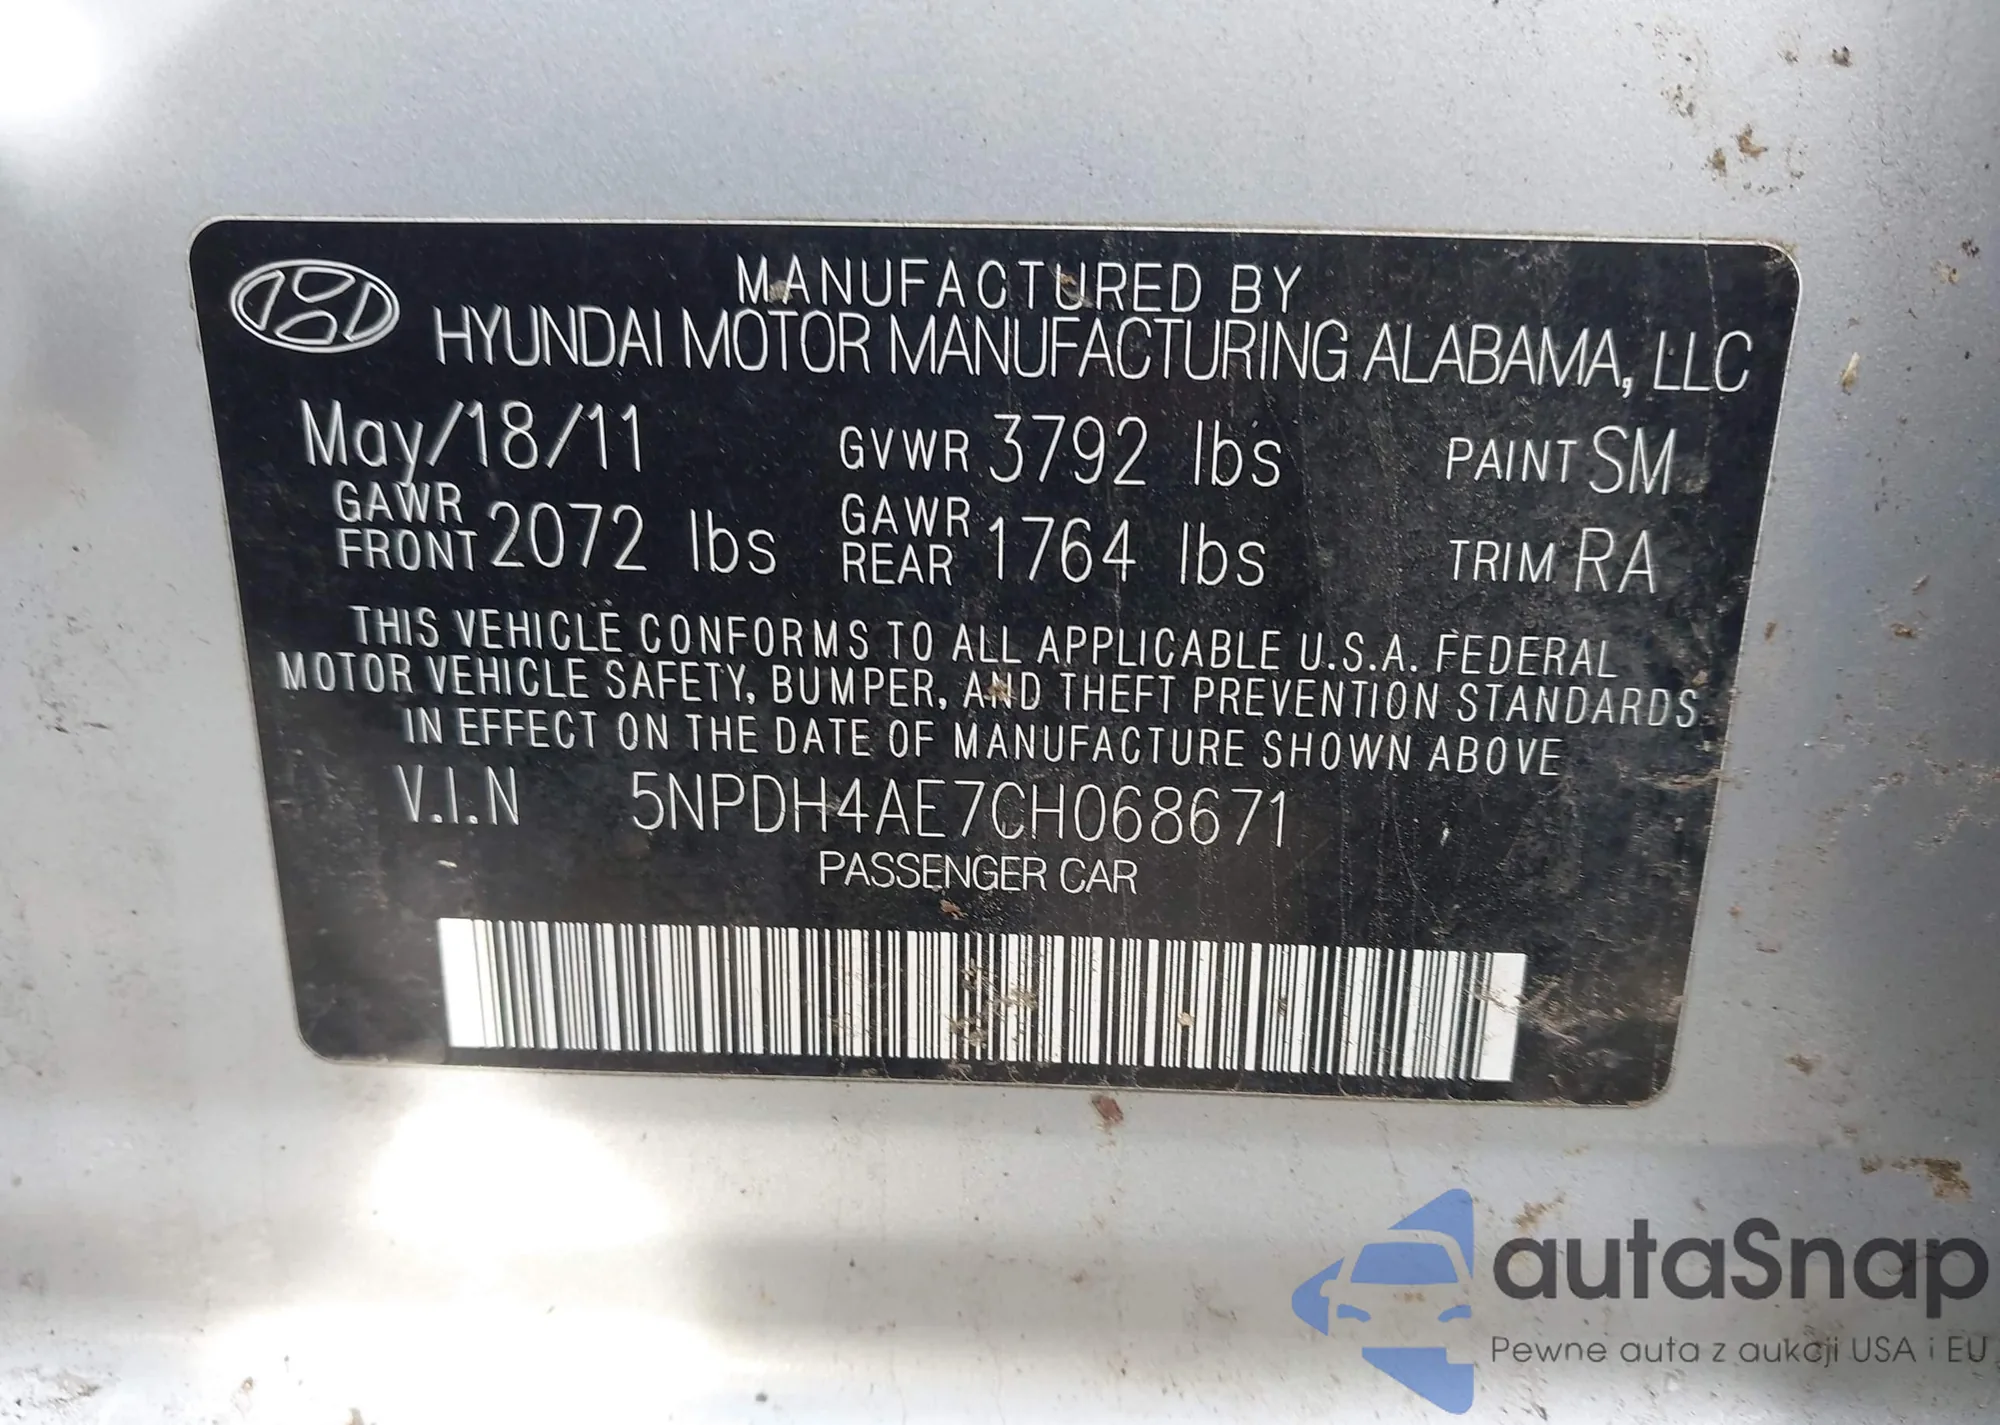 MANUFACTURED BY
HYUNDAI MOTOR MANUFACTURING ALABAMA, LLC
May/18/11 GVWR 3792 lbs PAINT SM
GAWR FRONT 2072 lbs GAWR REAR 1764 lbs TRIM RA
THIS VEHICLE CONFORMS TO ALL APPLICABLE U.S.A. FEDERAL
MOTOR VEHICLE SAFETY, BUMPER, AND THEFT PREVENTION STANDARDS
IN EFFECT ON THE DATE OF MANUFACTURE SHOWN ABOVE
V.I.N 5NPDH4AE7CH068671
PASSENGER CAR
autaSnap
Pewne auta z aukcji USA i EU